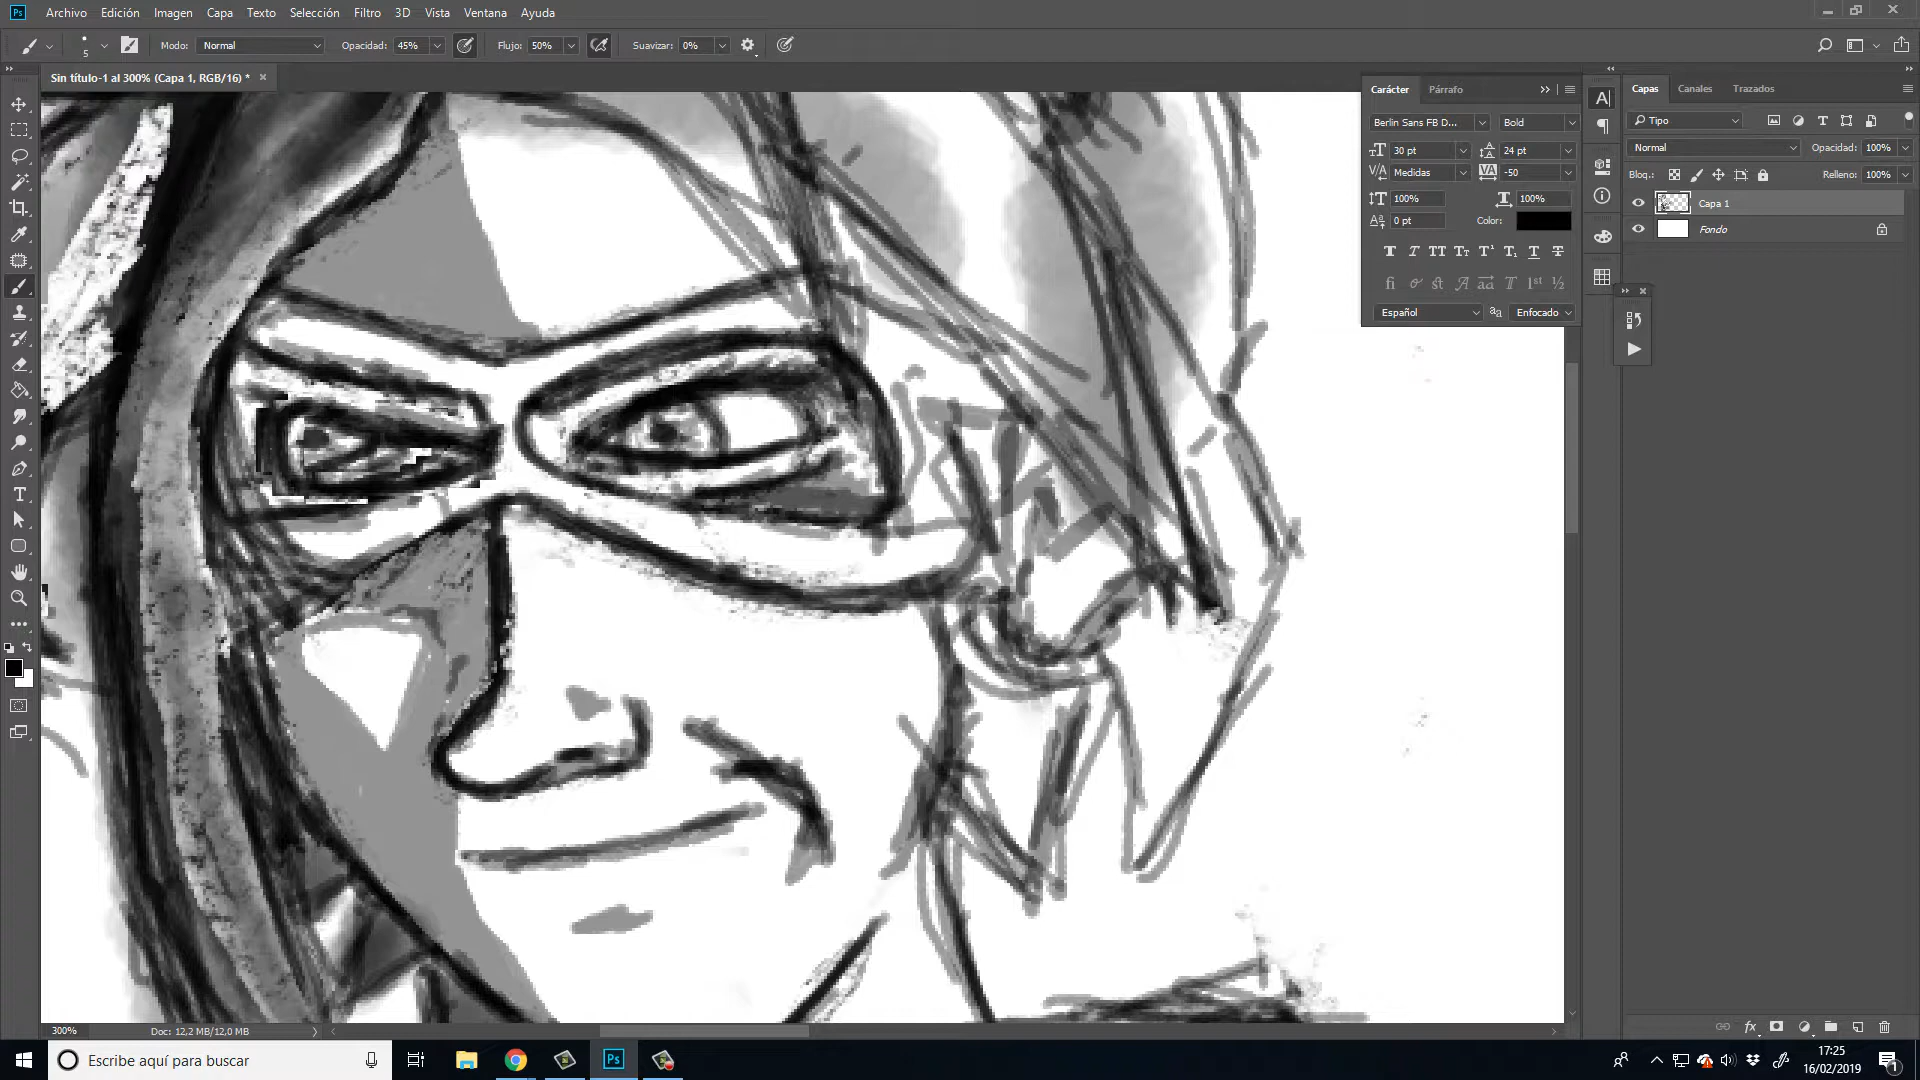 Ps Archivo Edición Imagen Capa Texto Selección Filtro 3D Vista Ventana Ayuda
5 Modo: Normal Opacidad: 45% Flujo: 50% Suavizar: 0%
Sin título-1 al 300% (Capa 1, RGB/16) *
Carácter Párrafo
Berlin Sans FB D... Bold
30 pt 24 pt
Medidas -50
100% 100%
0 pt Color:
Español Enfocado
Capas Canales Trazados
Tipo
Normal Opacidad: 100%
Bloq.: Relleno: 100%
Capa 1
Fondo
300% Doc: 12,2 MB/12,0 MB
Escribe aquí para buscar
Ps
17:25
16/02/2019
1